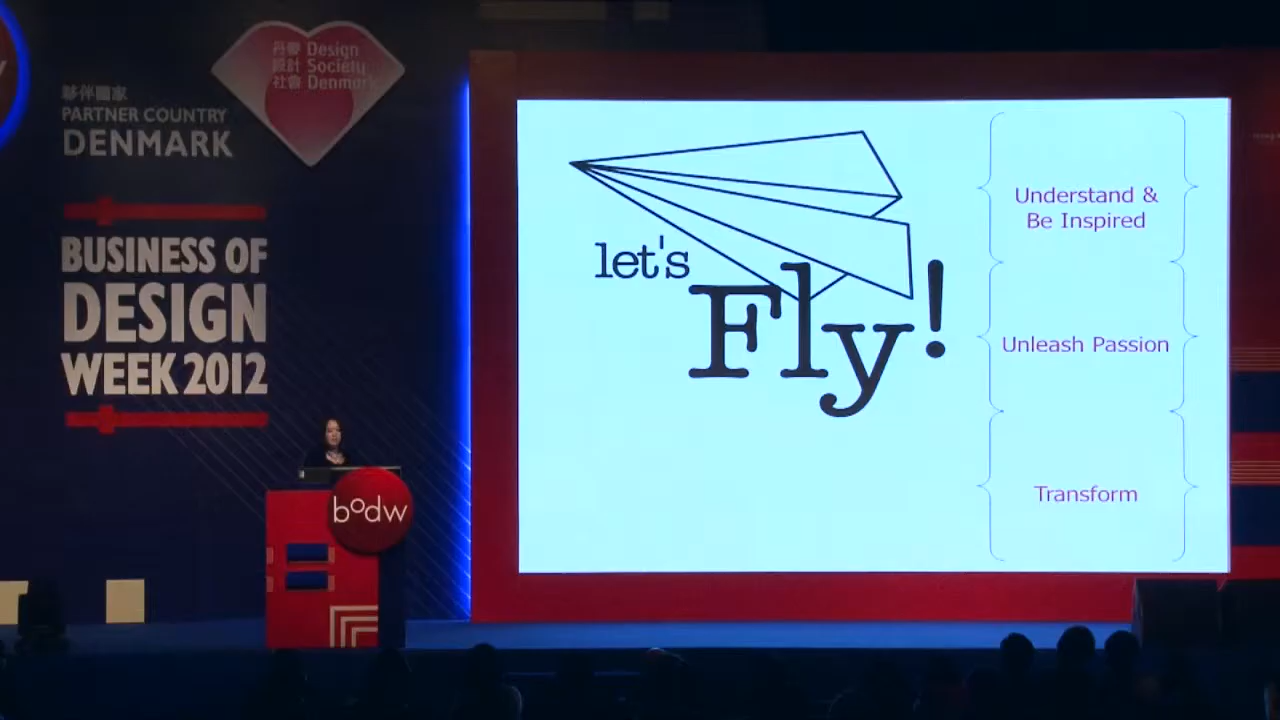 夥伴國家
PARTNER COUNTRY
DENMARK
丹麥 Design
設計 Society
社會 Denmark
BUSINESS OF
DESIGN
WEEK 2012
bodw
let's
Fly!
Understand &
Be Inspired
Unleash Passion
Transform